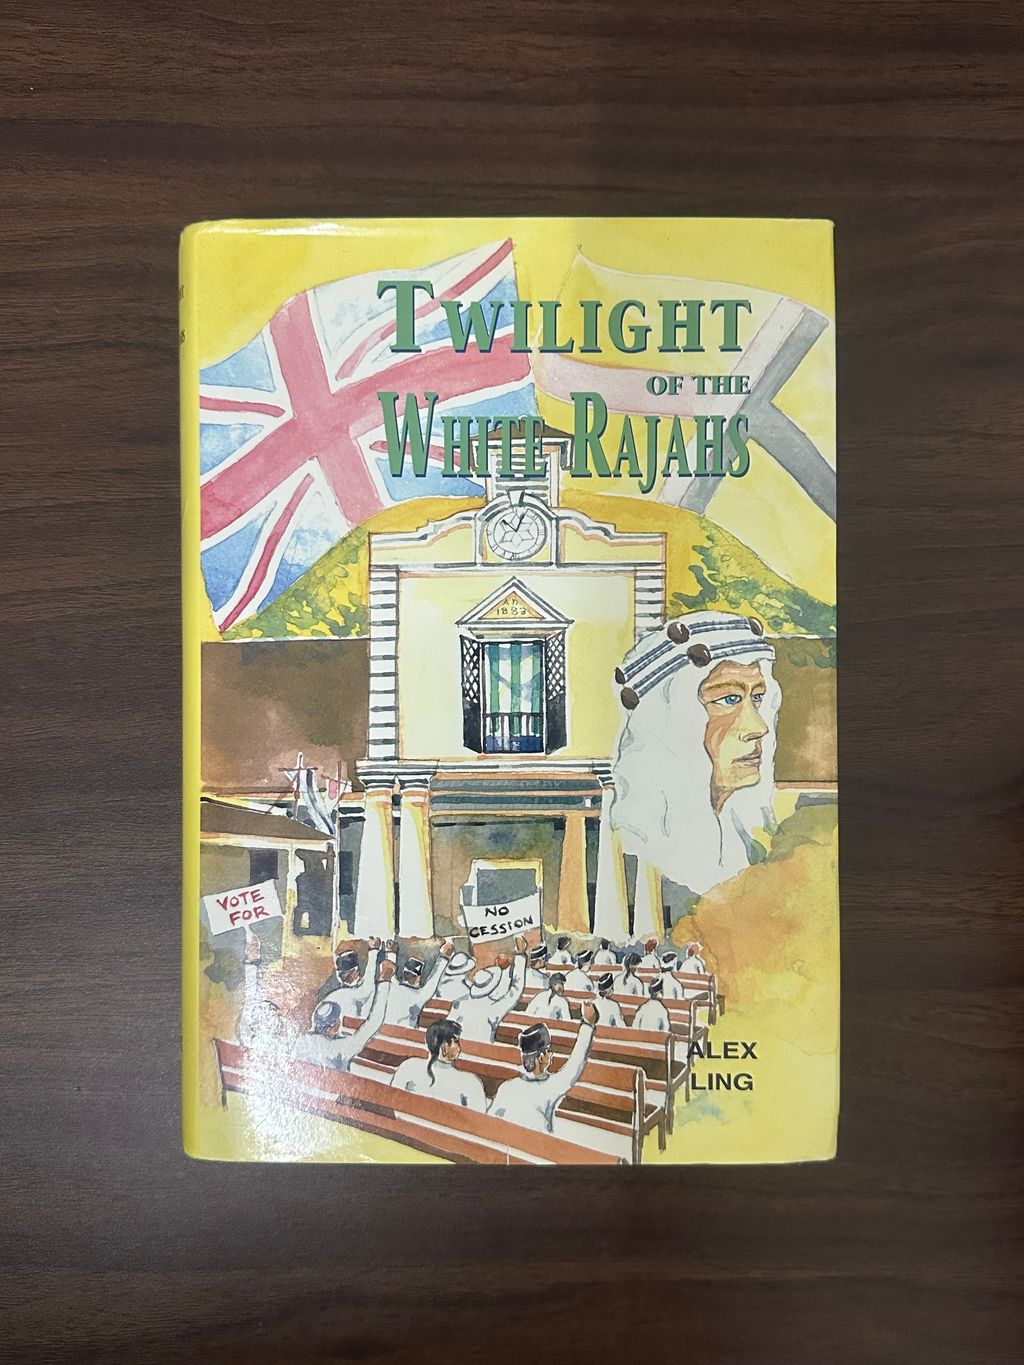 TWILIGHT
OF THE
WHITE RAJAHS
A.D.
1883
VOTE
FOR
NO
CESSION
ALEX
LING